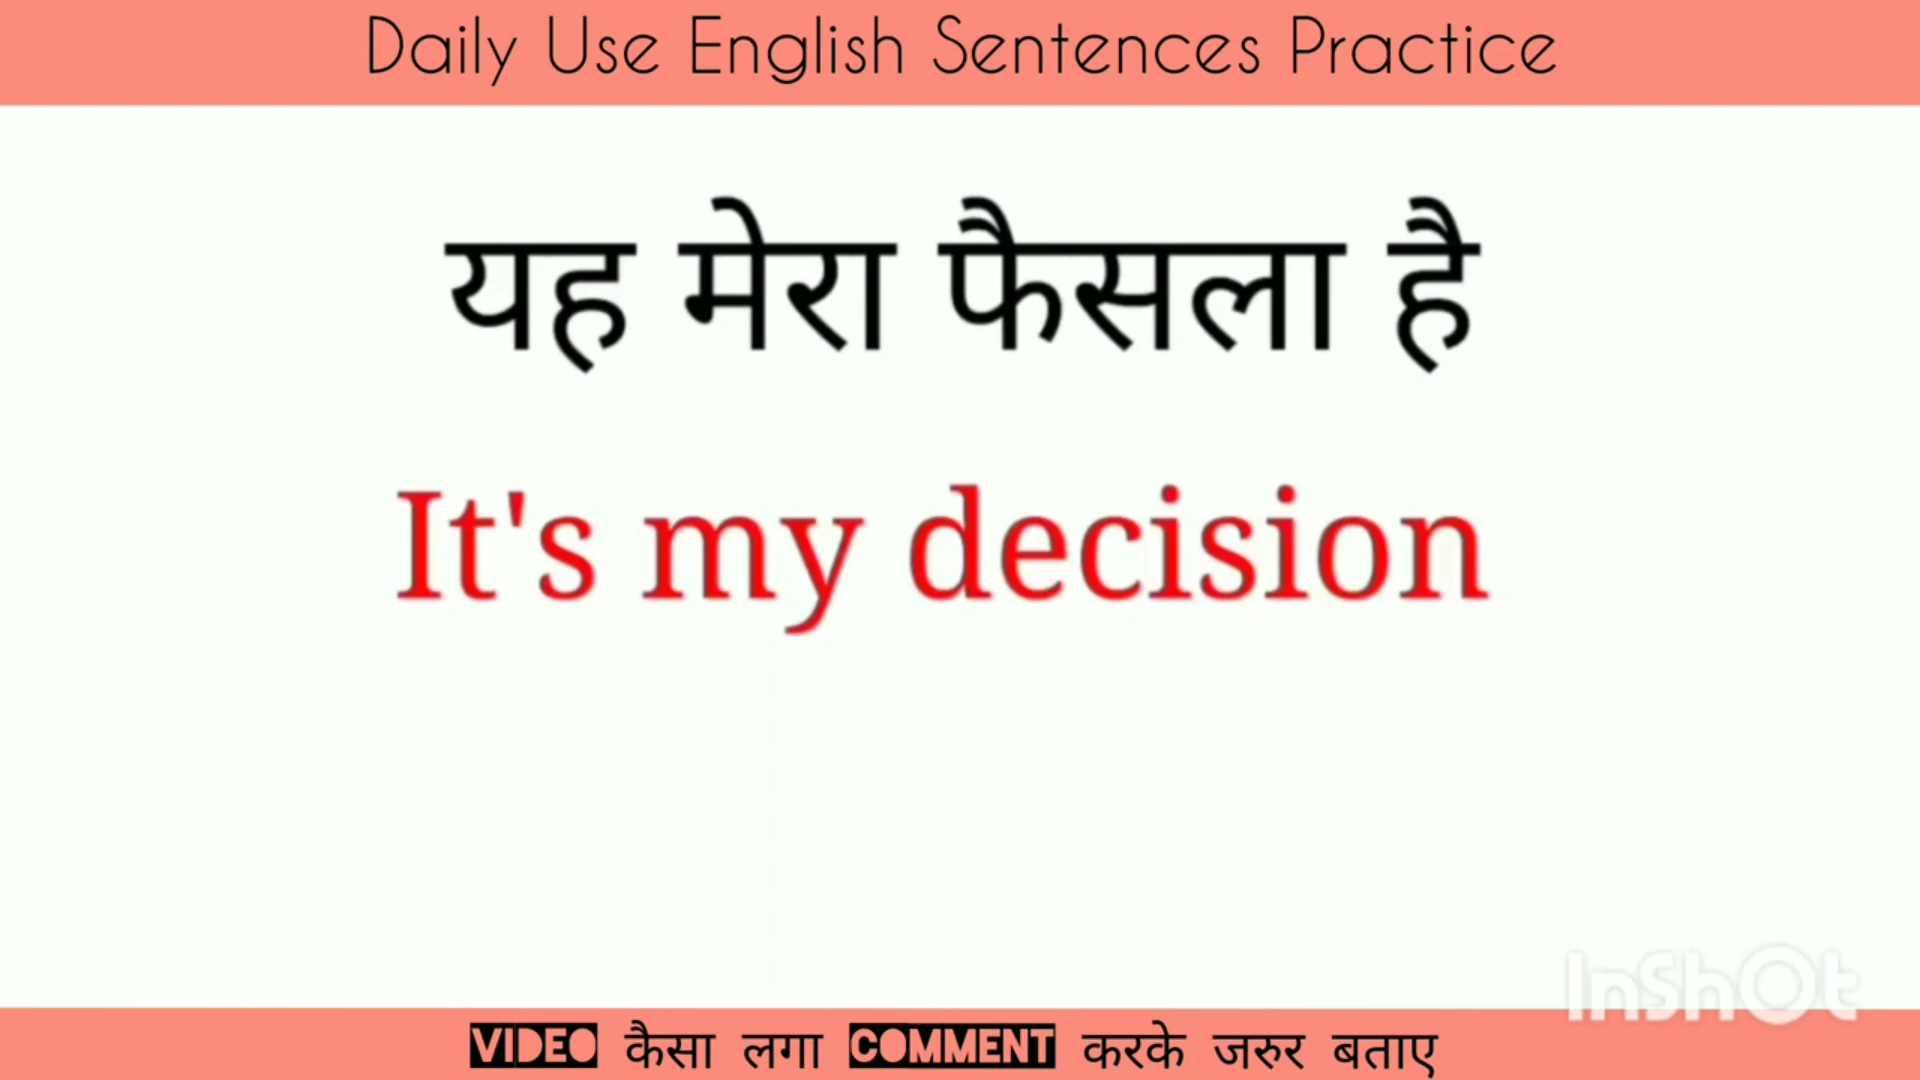 Daily Use English Sentences Practice
यह मेरा फैसला है
It's my decision
InShOt
VIDEO कैसा लगा COMMENT करके जरुर बताए